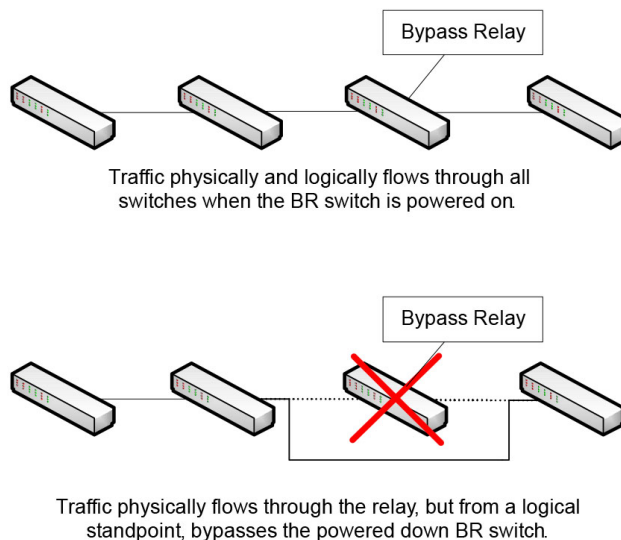 Bypass Relay
Traffic physically and logically flows through all
switches when the BR switch is powered on.
Bypass Relay
Traffic physically flows through the relay, but from a logical
standpoint, bypasses the powered down BR switch.